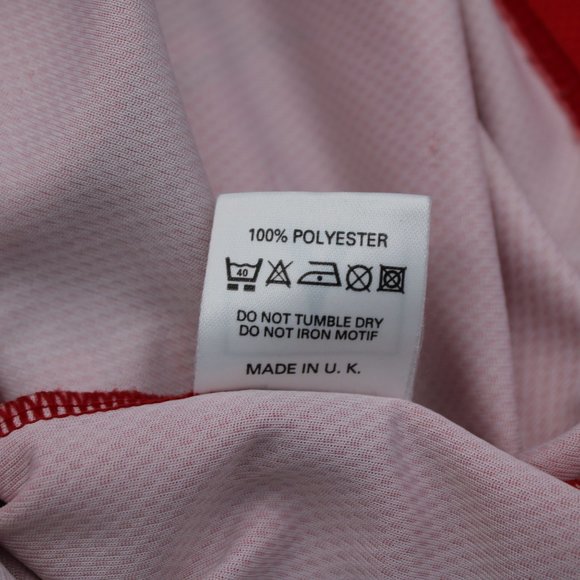 100% POLYESTER
40
DO NOT TUMBLE DRY
DO NOT IRON MOTIF
MADE IN U. K.